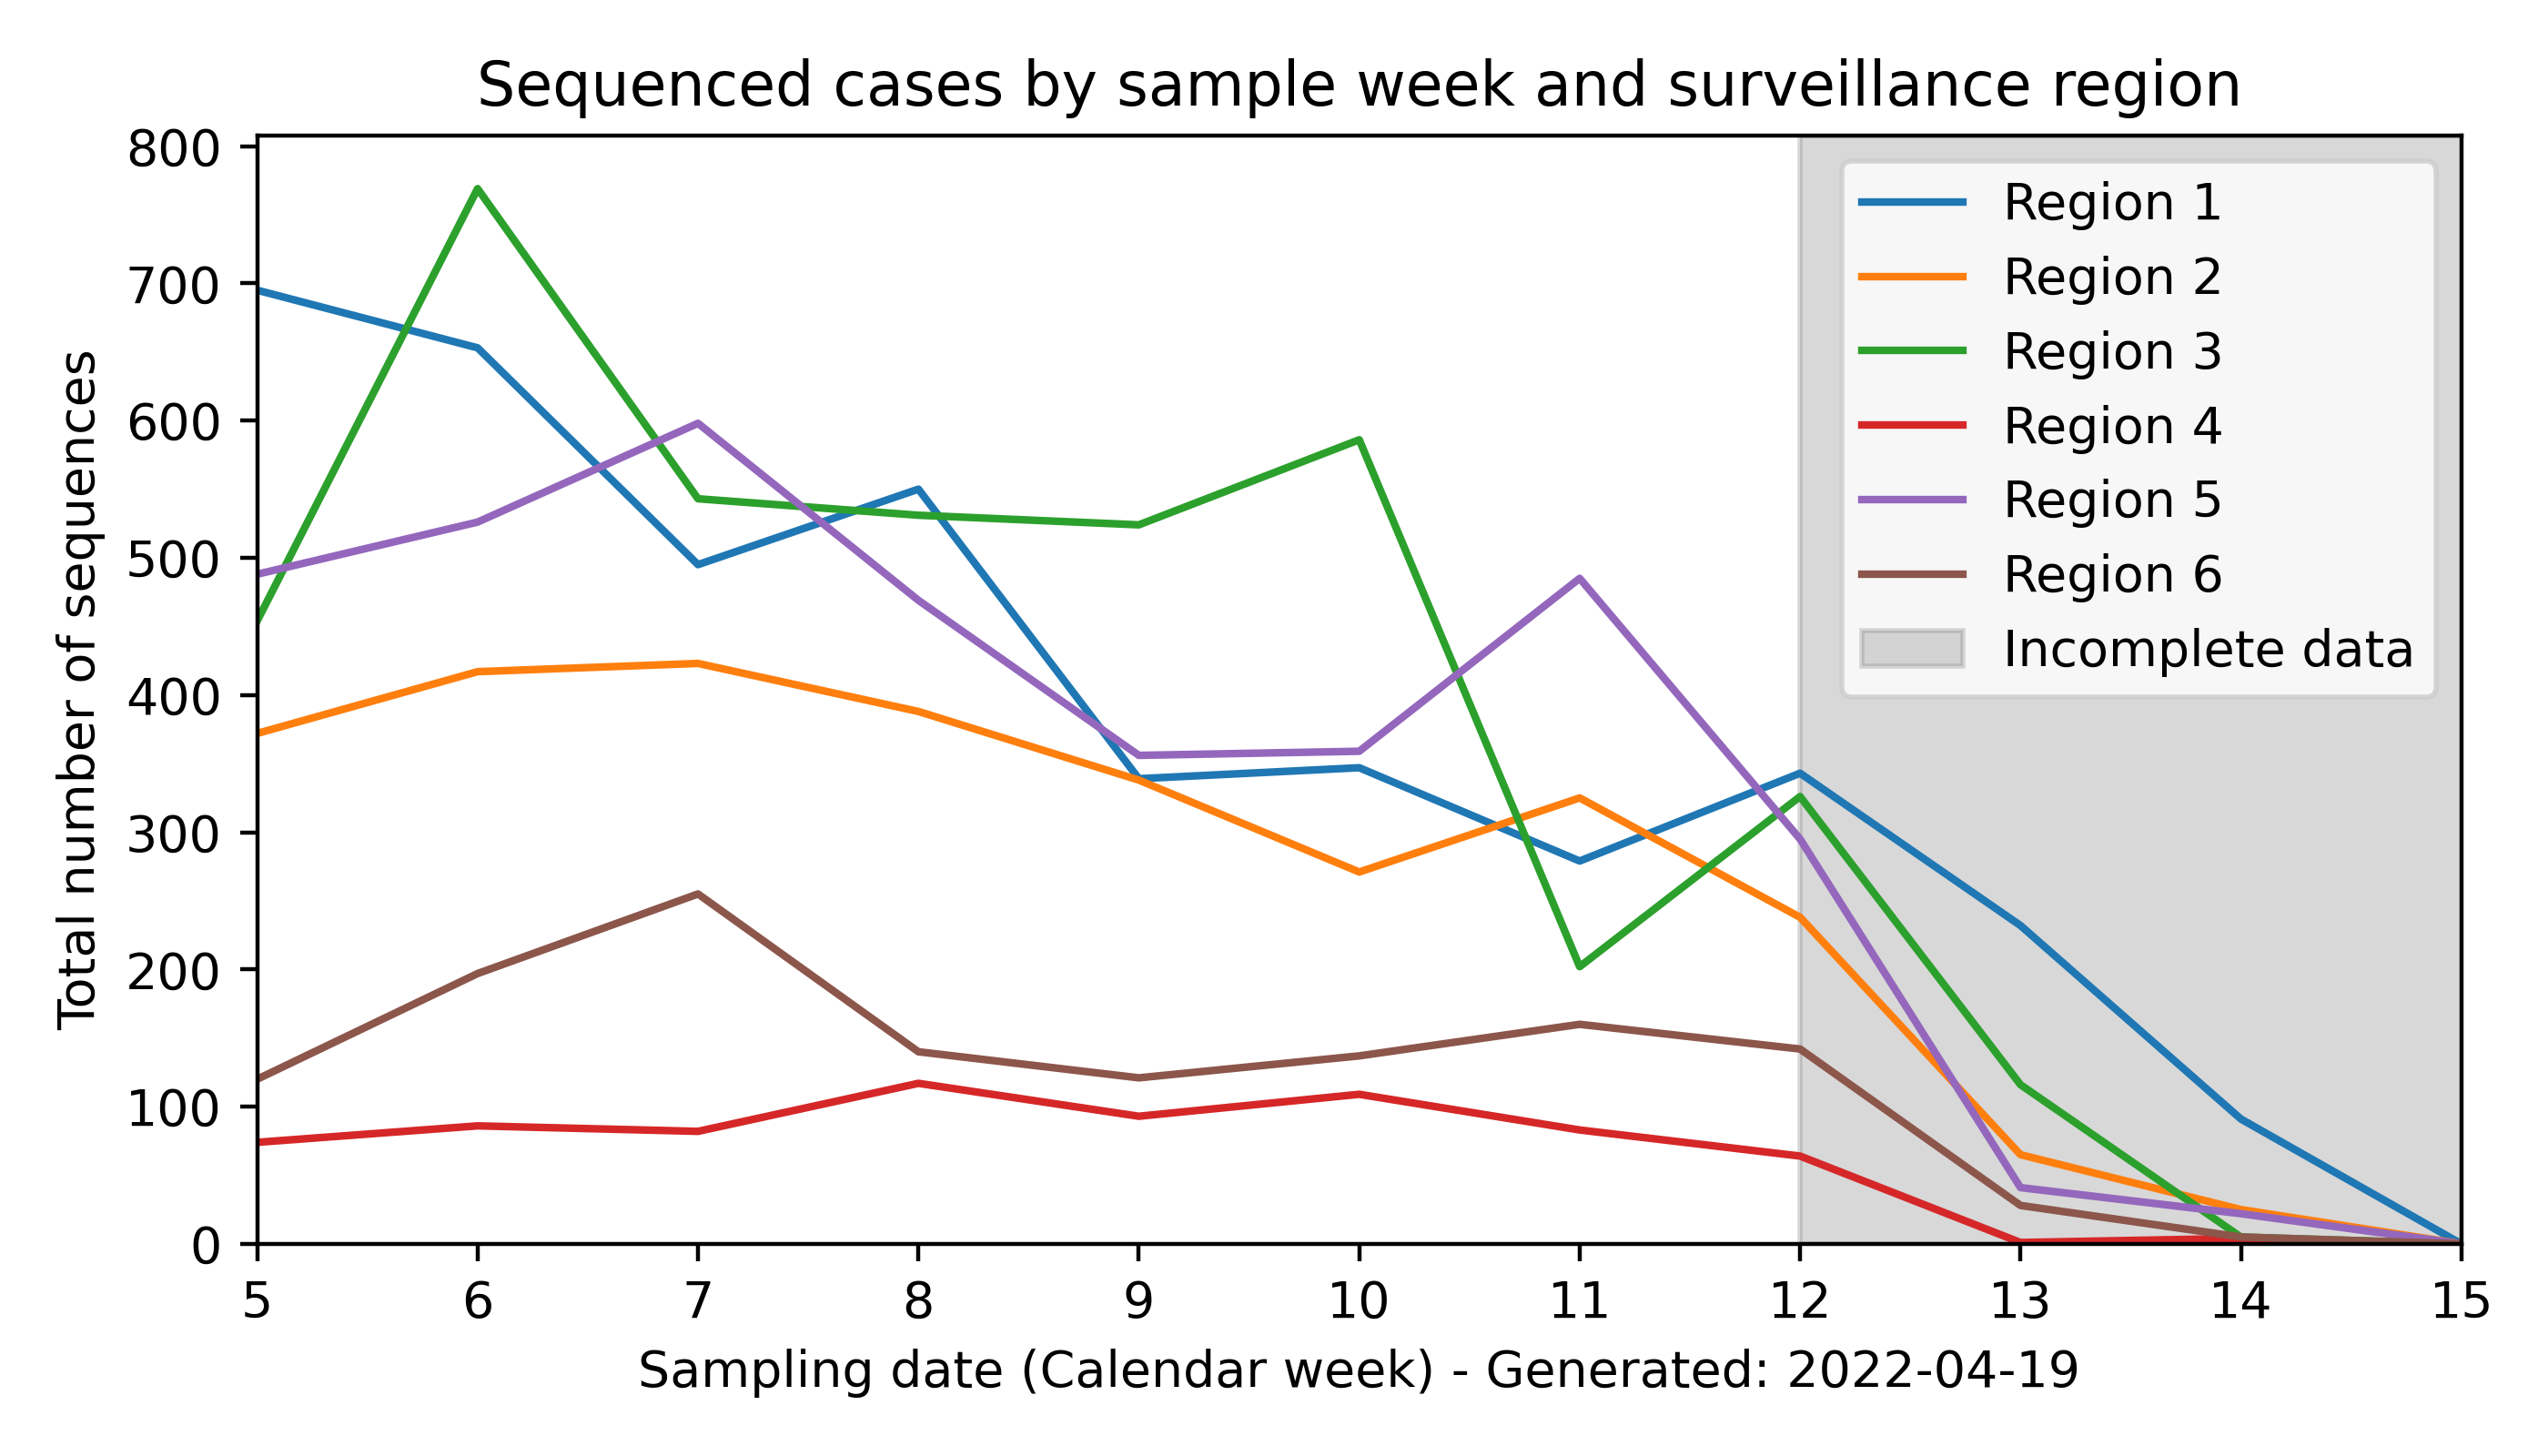 Sequenced cases by sample week and surveillance region
Total number of sequences
800
700
600
500
400
300
200
100
0
Region 1
Region 2
Region 3
Region 4
Region 5
Region 6
Incomplete data
5 6 7 8 9 10 11 12 13 14 15
Sampling date (Calendar week) - Generated: 2022-04-19